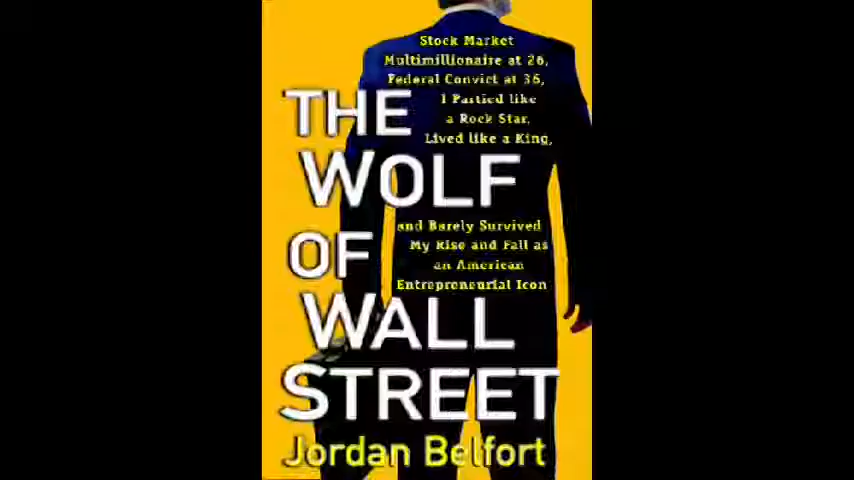 Stock Market
Multimillionaire at 26,
Federal Convict at 36,
I Partied like
a Rock Star,
Lived like a King,
THE
WOLF
and Barely Survived
My Rise and Fall as
an American
Entrepreneurial Icon
OF
WALL
STREET
Jordan Belfort